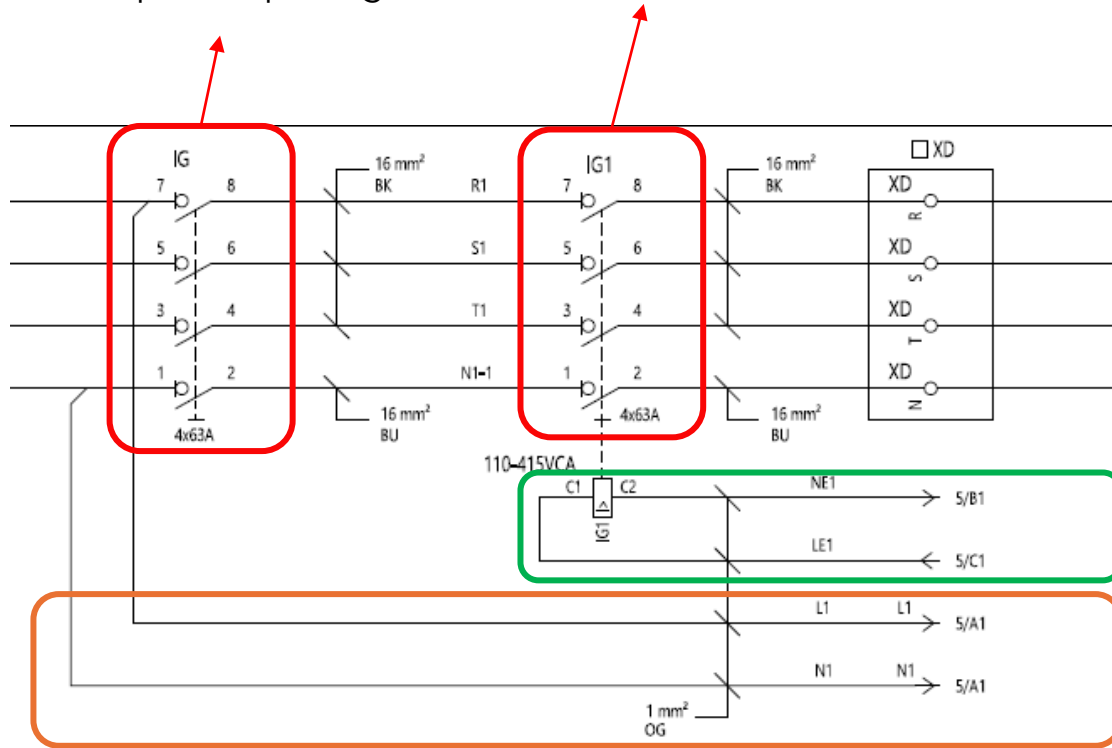 IG
IG1
XD
7 8
16 mm²
BK
R1
7 8
16 mm²
BK
XD
R
5 6
S1
5 6
XD
S
3 4
T1
3 4
XD
T
1 2
N1-1
1 2
XD
N
4x63A
16 mm²
BU
4x63A
16 mm²
BU
110-415VCA
C1 C2
NE1
5/B1
I>
IG1
LE1
5/C1
L1 L1 5/A1
N1 N1 5/A1
1 mm²
OG